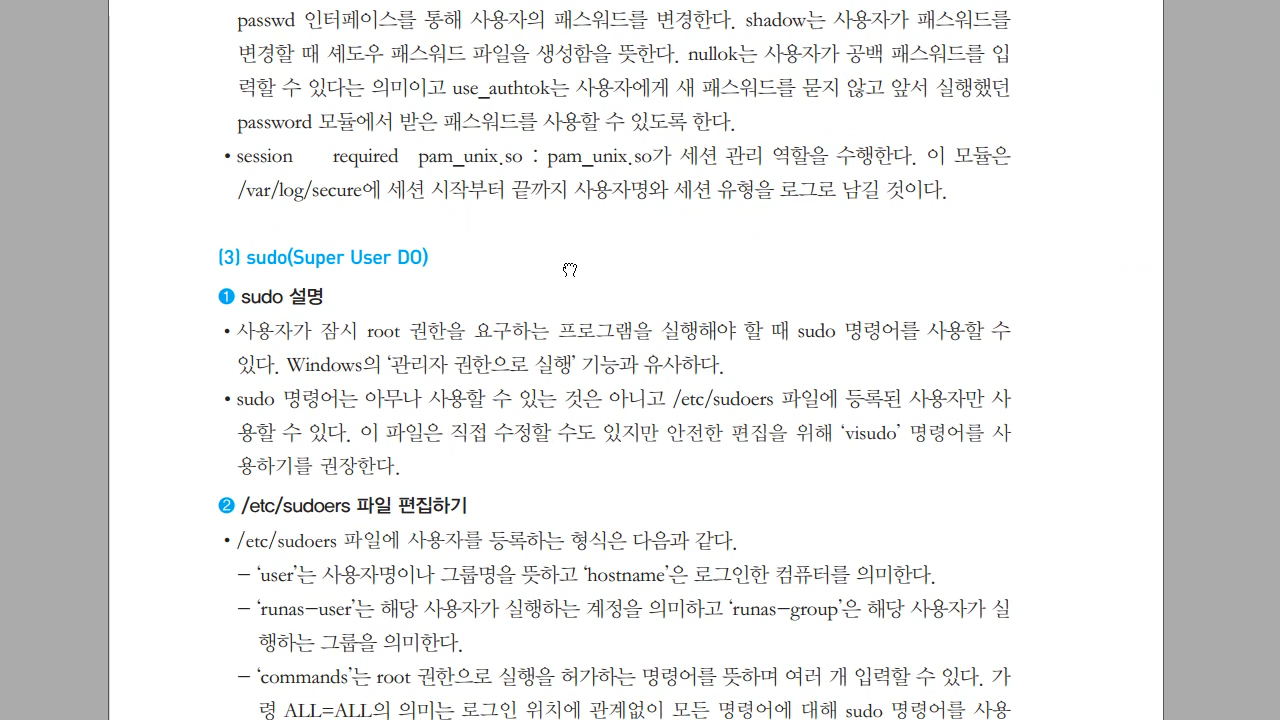 passwd 인터페이스를 통해 사용자의 패스워드를 변경한다. shadow는 사용자가 패스워드를
변경할 때 셰도우 패스워드 파일을 생성함을 뜻한다. nullok는 사용자가 공백 패스워드를 입
력할 수 있다는 의미이고 use_authtok는 사용자에게 새 패스워드를 묻지 않고 앞서 실행했던
password 모듈에서 받은 패스워드를 사용할 수 있도록 한다.
• session required pam_unix.so : pam_unix.so가 세션 관리 역할을 수행한다. 이 모듈은
/var/log/secure에 세션 시작부터 끝까지 사용자명와 세션 유형을 로그로 남길 것이다.
(3) sudo(Super User DO)
❶ sudo 설명
• 사용자가 잠시 root 권한을 요구하는 프로그램을 실행해야 할 때 sudo 명령어를 사용할 수
있다. Windows의 ‘관리자 권한으로 실행’ 기능과 유사하다.
• sudo 명령어는 아무나 사용할 수 있는 것은 아니고 /etc/sudoers 파일에 등록된 사용자만 사
용할 수 있다. 이 파일은 직접 수정할 수도 있지만 안전한 편집을 위해 ‘visudo’ 명령어를 사
용하기를 권장한다.
❷ /etc/sudoers 파일 편집하기
• /etc/sudoers 파일에 사용자를 등록하는 형식은 다음과 같다.
– ‘user’는 사용자명이나 그룹명을 뜻하고 ‘hostname’은 로그인한 컴퓨터를 의미한다.
– ‘runas–user’는 해당 사용자가 실행하는 계정을 의미하고 ‘runas–group’은 해당 사용자가 실
행하는 그룹을 의미한다.
– ‘commands’는 root 권한으로 실행을 허가하는 명령어를 뜻하며 여러 개 입력할 수 있다. 가
령 ALL=ALL의 의미는 로그인 위치에 관계없이 모든 명령어에 대해 sudo 명령어를 사용